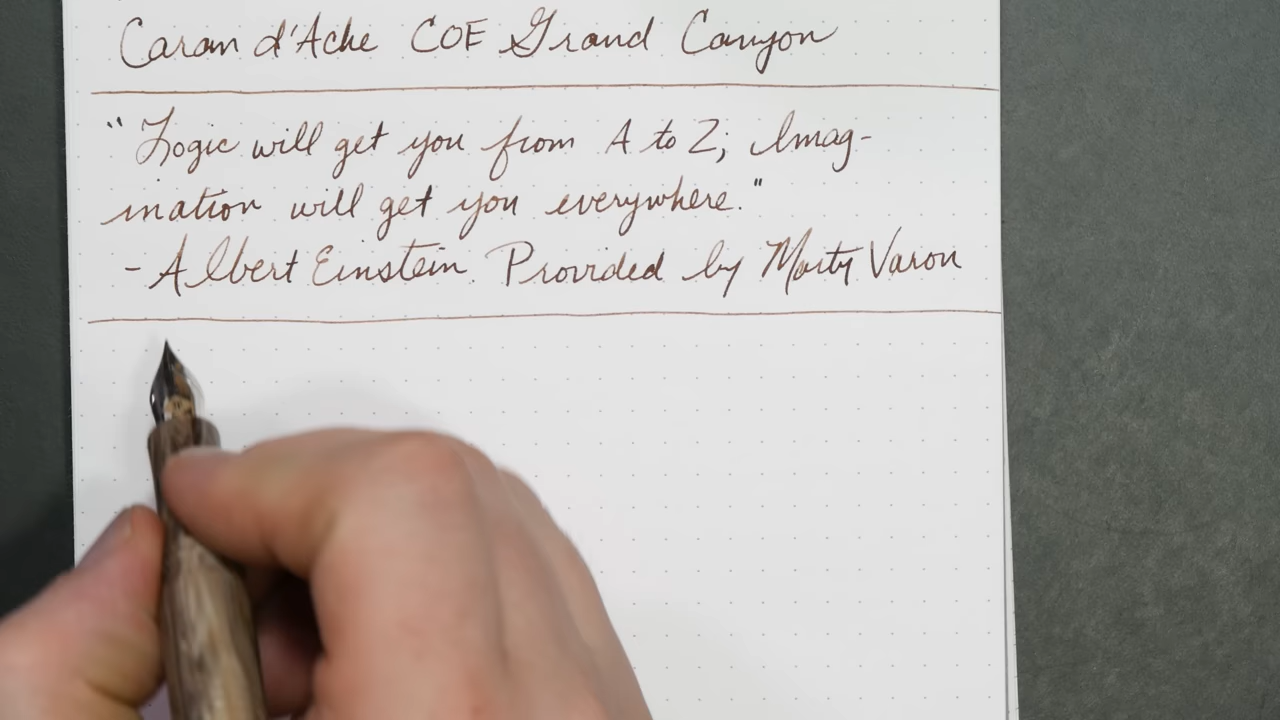 Caran d'Ache COE Grand Canyon
"Logic will get you from A to Z; Imag-
ination will get you everywhere."
- Albert Einstein Provided by Marty Varon